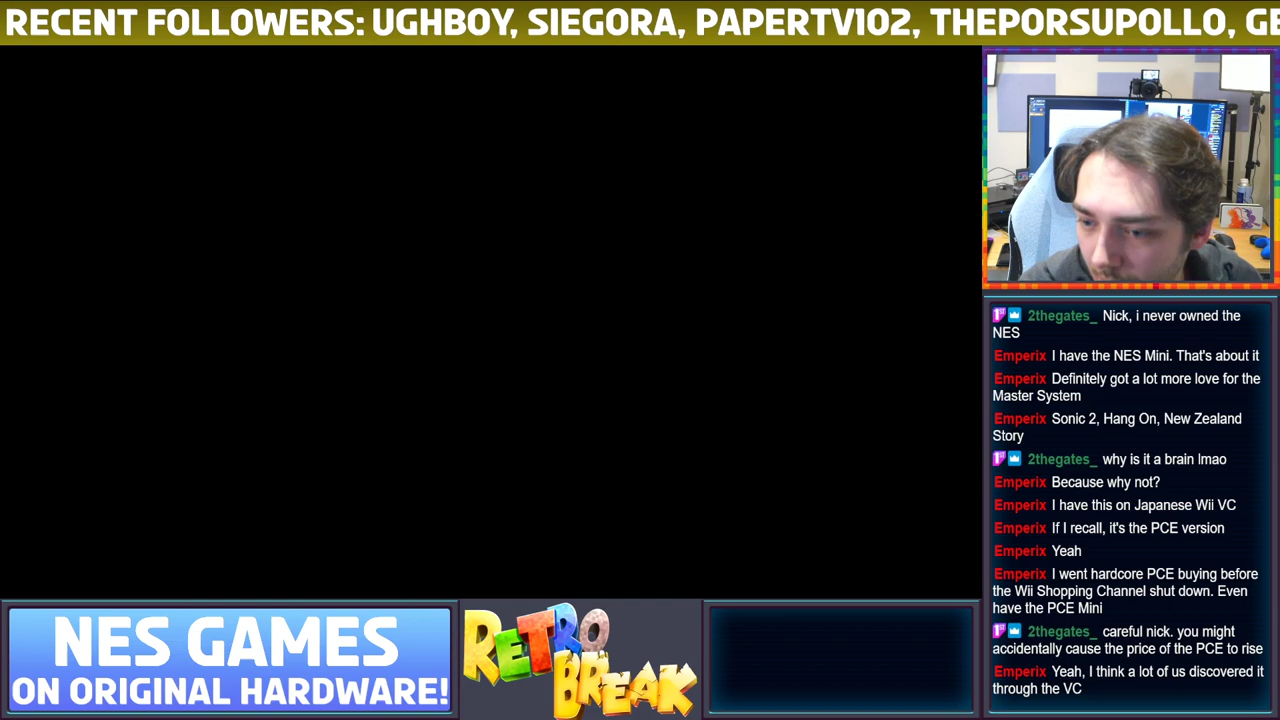 RECENT FOLLOWERS: UGHBOY, SIEGORA, PAPERTV102, THEPORSUPOLLO, GE
2thegates_ Nick, i never owned the
NES
Emperix I have the NES Mini. That's about it
Emperix Definitely got a lot more love for the
Master System
Emperix Sonic 2, Hang On, New Zealand
Story
2thegates_ why is it a brain lmao
Emperix Because why not?
Emperix I have this on Japanese Wii VC
Emperix If I recall, it's the PCE version
Emperix Yeah
Emperix I went hardcore PCE buying before
the Wii Shopping Channel shut down. Even
have the PCE Mini
2thegates_ careful nick. you might
accidentally cause the price of the PCE to rise
Emperix Yeah, I think a lot of us discovered it
through the VC
NES GAMES
ON ORIGINAL HARDWARE!
RETRO
BREAK